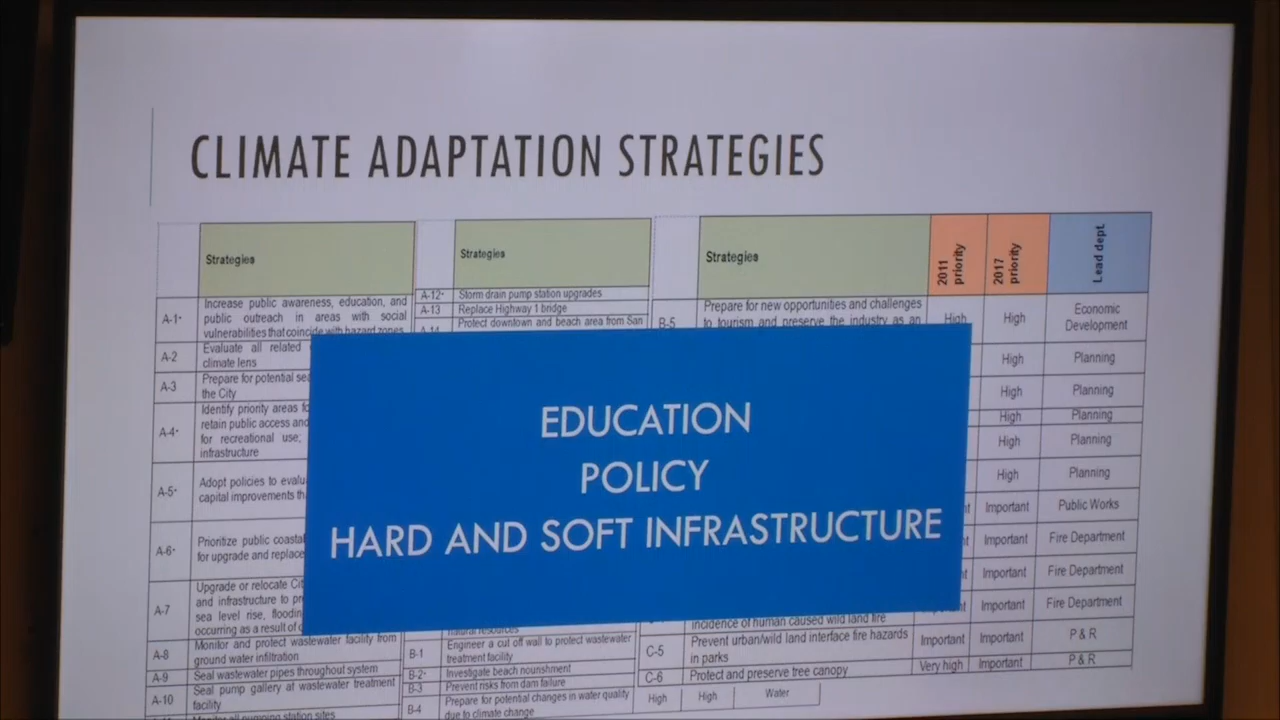 CLIMATE ADAPTATION STRATEGIES
Strategies
A-1*
Increase public awareness, education, and
public outreach in areas with social
vulnerabilities that coincide with hazard zones
A-2
Evaluate all related
climate lens
A-3
Prepare for potential
the City
A-4*
Identify priority areas
retain public access and
for recreational use;
infrastructure
A-5*
Adopt policies to
capital improvements
A-6*
Prioritize public
for upgrade and
A-7
Upgrade or relocate
and infrastructure to
sea level rise,
occurring as a result of
A-8
Monitor and protect wastewater facility from
ground water infiltration
A-9
Seal wastewater pipes throughout system
A-10
Seal pump gallery at wastewater treatment
facility
Monitor all pumping station sites
Strategies
A-12*
Storm drain pump station upgrades
A-13
Replace Highway 1 bridge
A-14
Protect downtown and beach area from San
natural resources
B-1
Engineer a cut off wall to protect wastewater
treatment facility
B-2*
Investigate beach nourishment
B-3
Prevent risks from dam failure
B-4
Prepare for potential changes in water quality
due to climate change
Strategies
2011
priority
2017
priority
Lead dept.
B-5
Prepare for new opportunities and challenges
to tourism and preserve the industry as an
High
High
Economic
Development
High
Planning
High
Planning
High
Planning
High
Planning
High
Planning
Important
Public Works
Important
Fire Department
Important
Fire Department
incidence of human caused wild land fire
Important
Fire Department
C-5
Prevent urban/wild land interface fire hazards
in parks
Important
Important
P & R
C-6
Protect and preserve tree canopy
Very high
Important
P & R
High
High
Water
EDUCATION
POLICY
HARD AND SOFT INFRASTRUCTURE